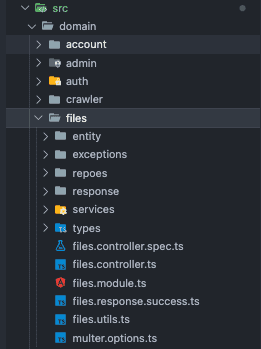 src
domain
account
admin
auth
crawler
files
entity
exceptions
repoes
response
services
types
files.controller.spec.ts
files.controller.ts
files.module.ts
files.response.success.ts
files.utils.ts
multer.options.ts